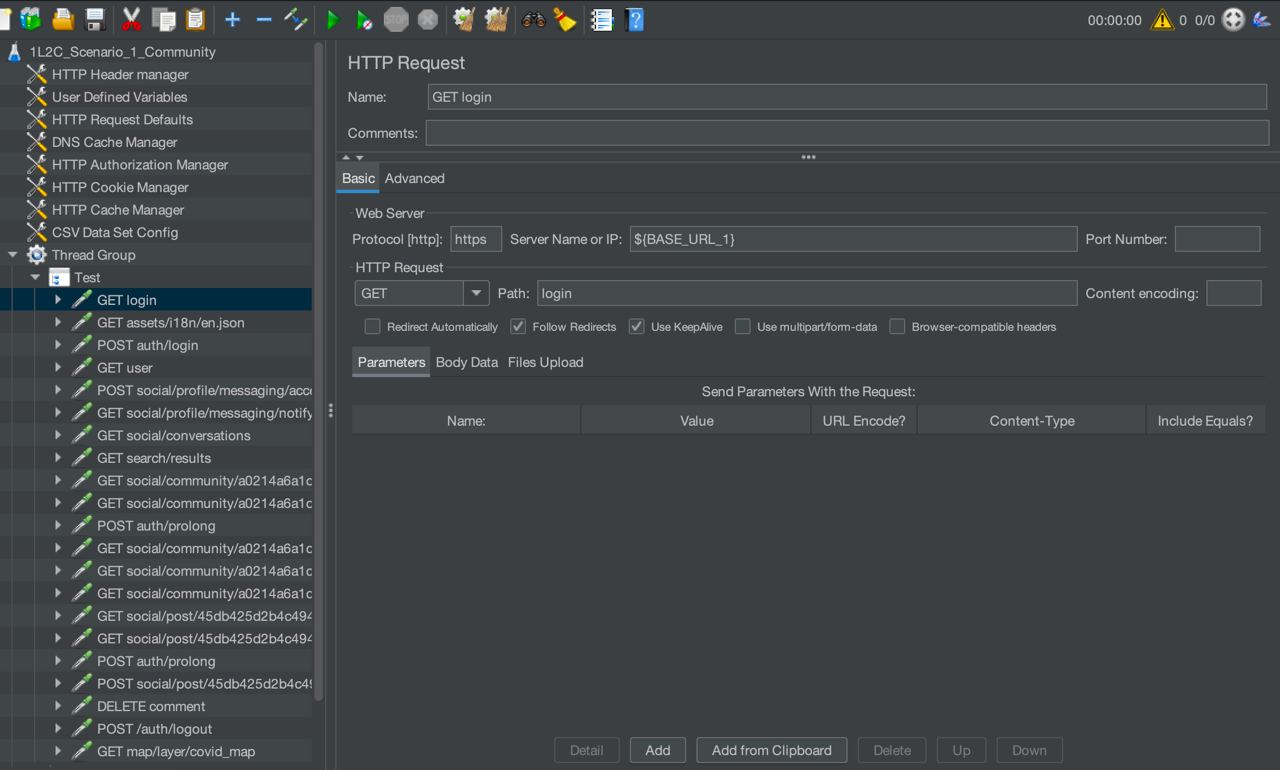 STOP
00:00:00
0 0/0
1L2C_Scenario_1_Community
HTTP Header manager
User Defined Variables
HTTP Request Defaults
DNS Cache Manager
HTTP Authorization Manager
HTTP Cookie Manager
HTTP Cache Manager
CSV Data Set Config
Thread Group
Test
GET login
GET assets/i18n/en.json
POST auth/login
GET user
POST social/profile/messaging/acc
GET social/profile/messaging/notify
GET social/conversations
GET search/results
GET social/community/a0214a6a1c
GET social/community/a0214a6a1c
POST auth/prolong
GET social/community/a0214a6a1c
GET social/community/a0214a6a1c
GET social/community/a0214a6a1c
GET social/post/45db425d2b4c494
GET social/post/45db425d2b4c494
POST auth/prolong
POST social/post/45db425d2b4c49
DELETE comment
POST /auth/logout
GET map/layer/covid_map
HTTP Request
Name: GET login
Comments:
Basic Advanced
Web Server
Protocol [http]: https Server Name or IP: ${BASE_URL_1} Port Number:
HTTP Request
GET Path: login Content encoding:
Redirect Automatically Follow Redirects Use KeepAlive Use multipart/form-data Browser-compatible headers
Parameters Body Data Files Upload
Send Parameters With the Request:
Name: Value URL Encode? Content-Type Include Equals?
Detail Add Add from Clipboard Delete Up Down